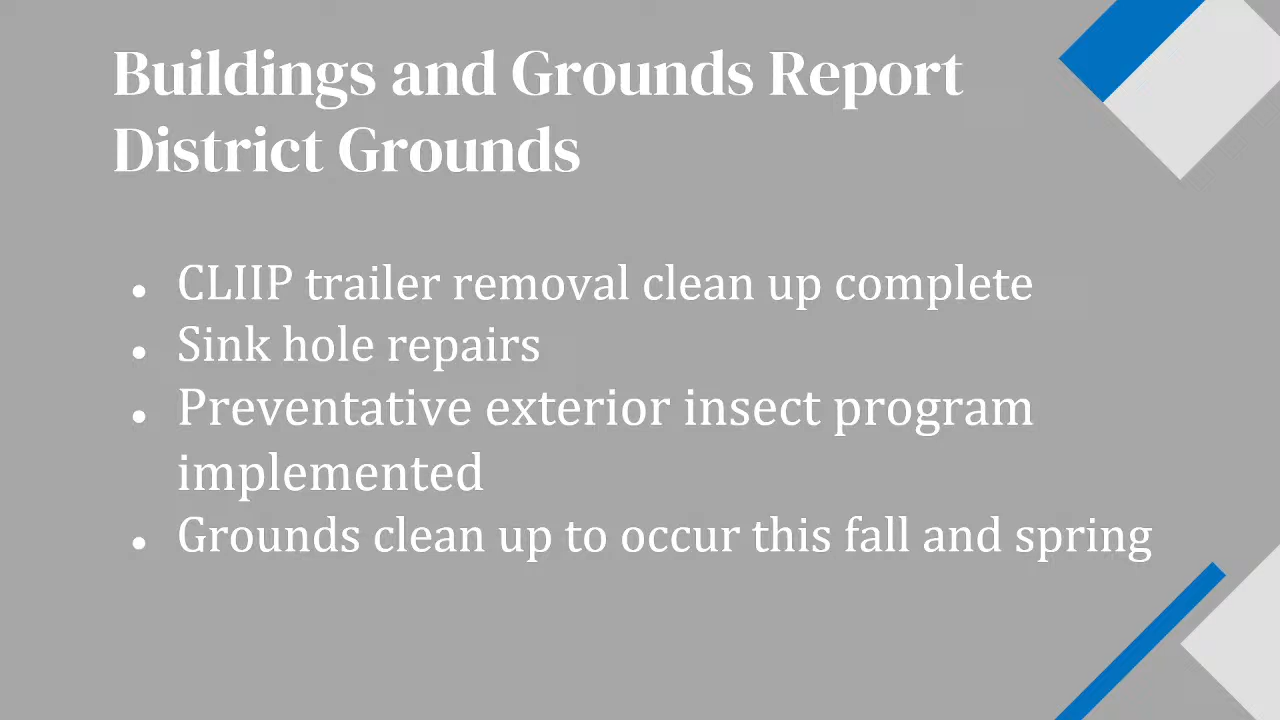 Buildings and Grounds Report
District Grounds
● CLIIP trailer removal clean up complete
● Sink hole repairs
● Preventative exterior insect program
implemented
● Grounds clean up to occur this fall and spring